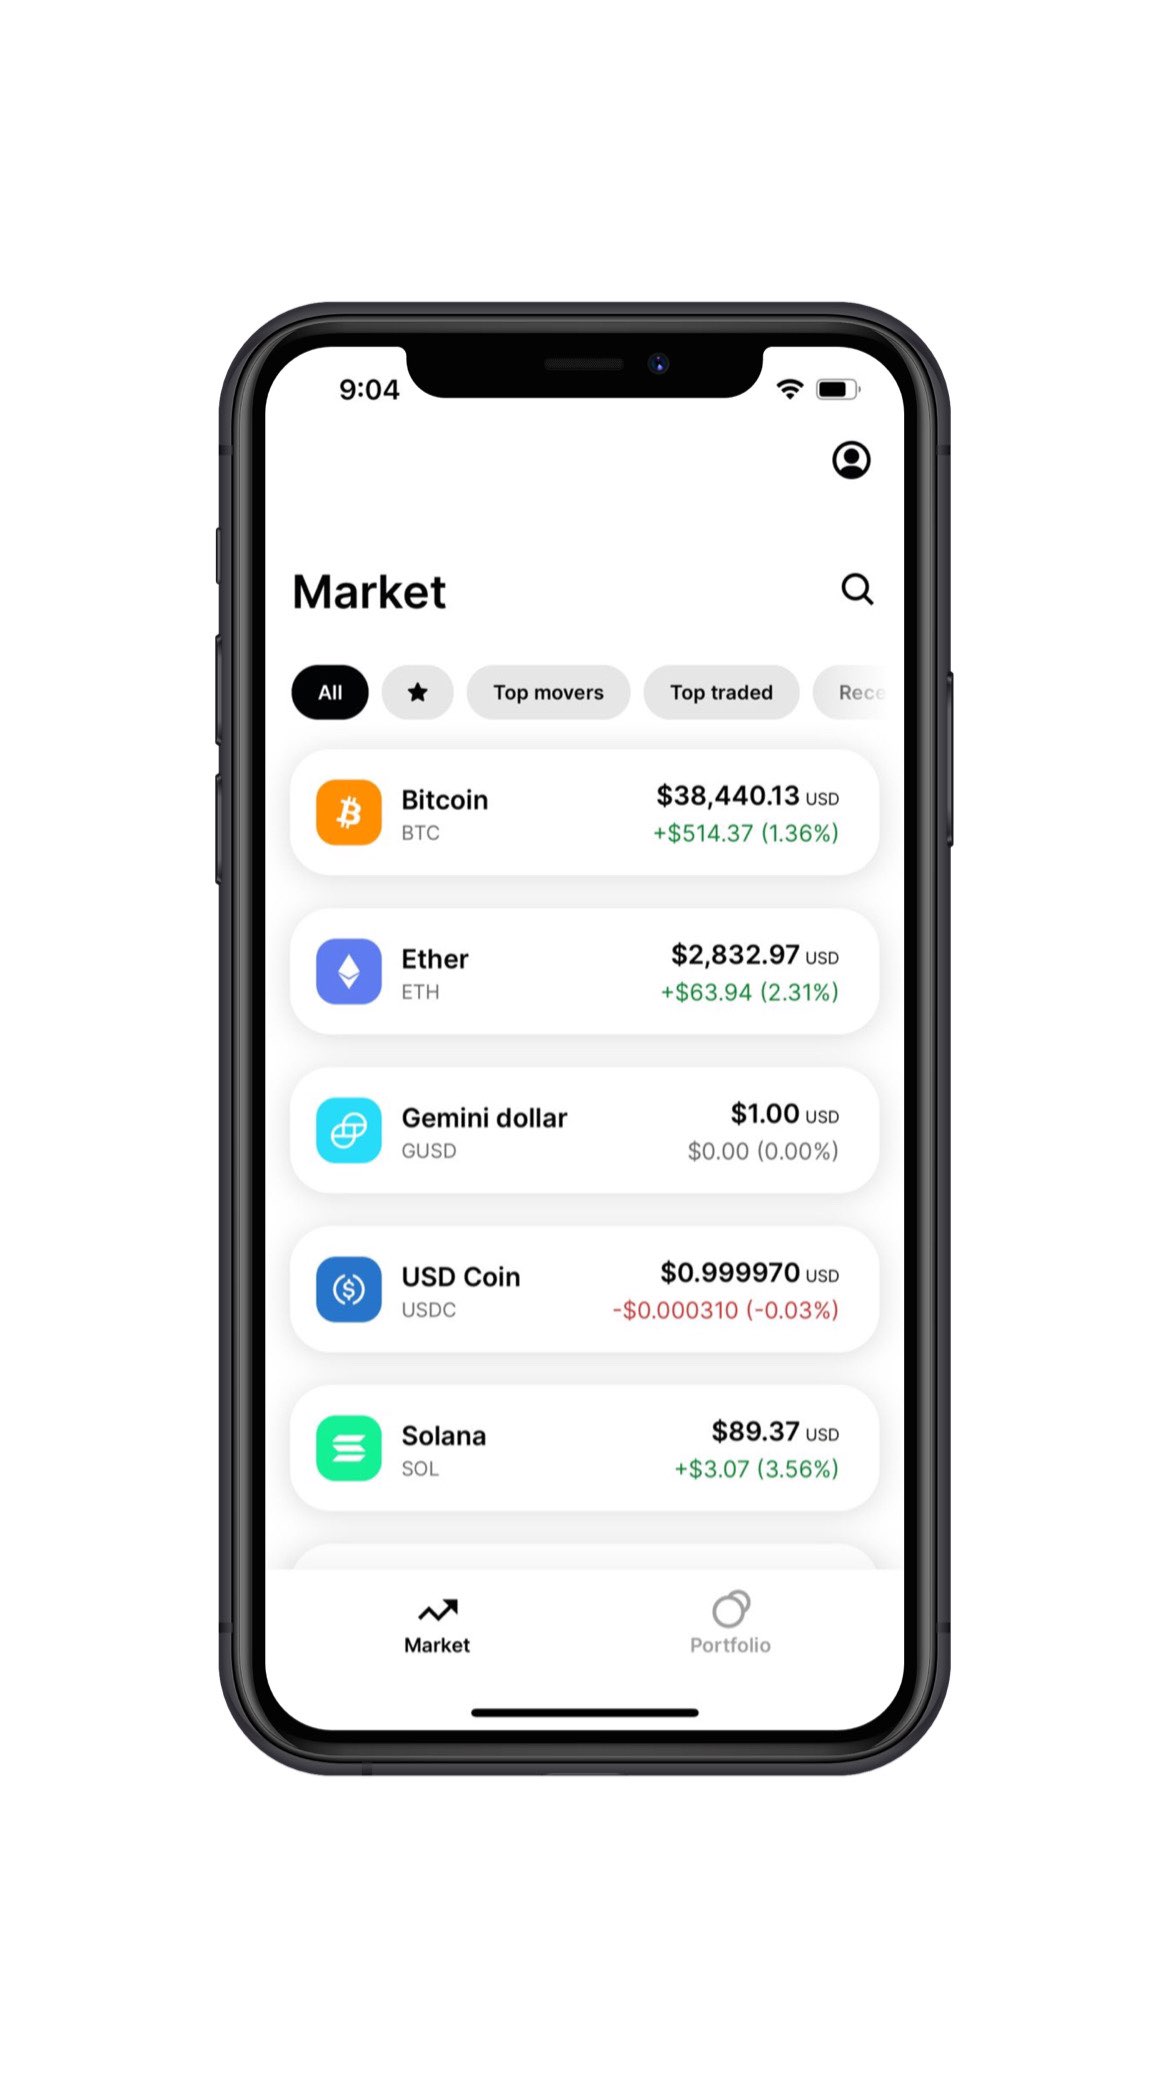 9:04
Market
All
Top movers
Top traded
Rece
Bitcoin
$38,440.13 USD
BTC
+$514.37 (1.36%)
Ether
$2,832.97 USD
ETH
+$63.94 (2.31%)
Gemini dollar
$1.00 USD
GUSD
$0.00 (0.00%)
USD Coin
$0.999970 USD
USDC
-$0.000310 (-0.03%)
Solana
$89.37 USD
SOL
+$3.07 (3.56%)
Market
Portfolio